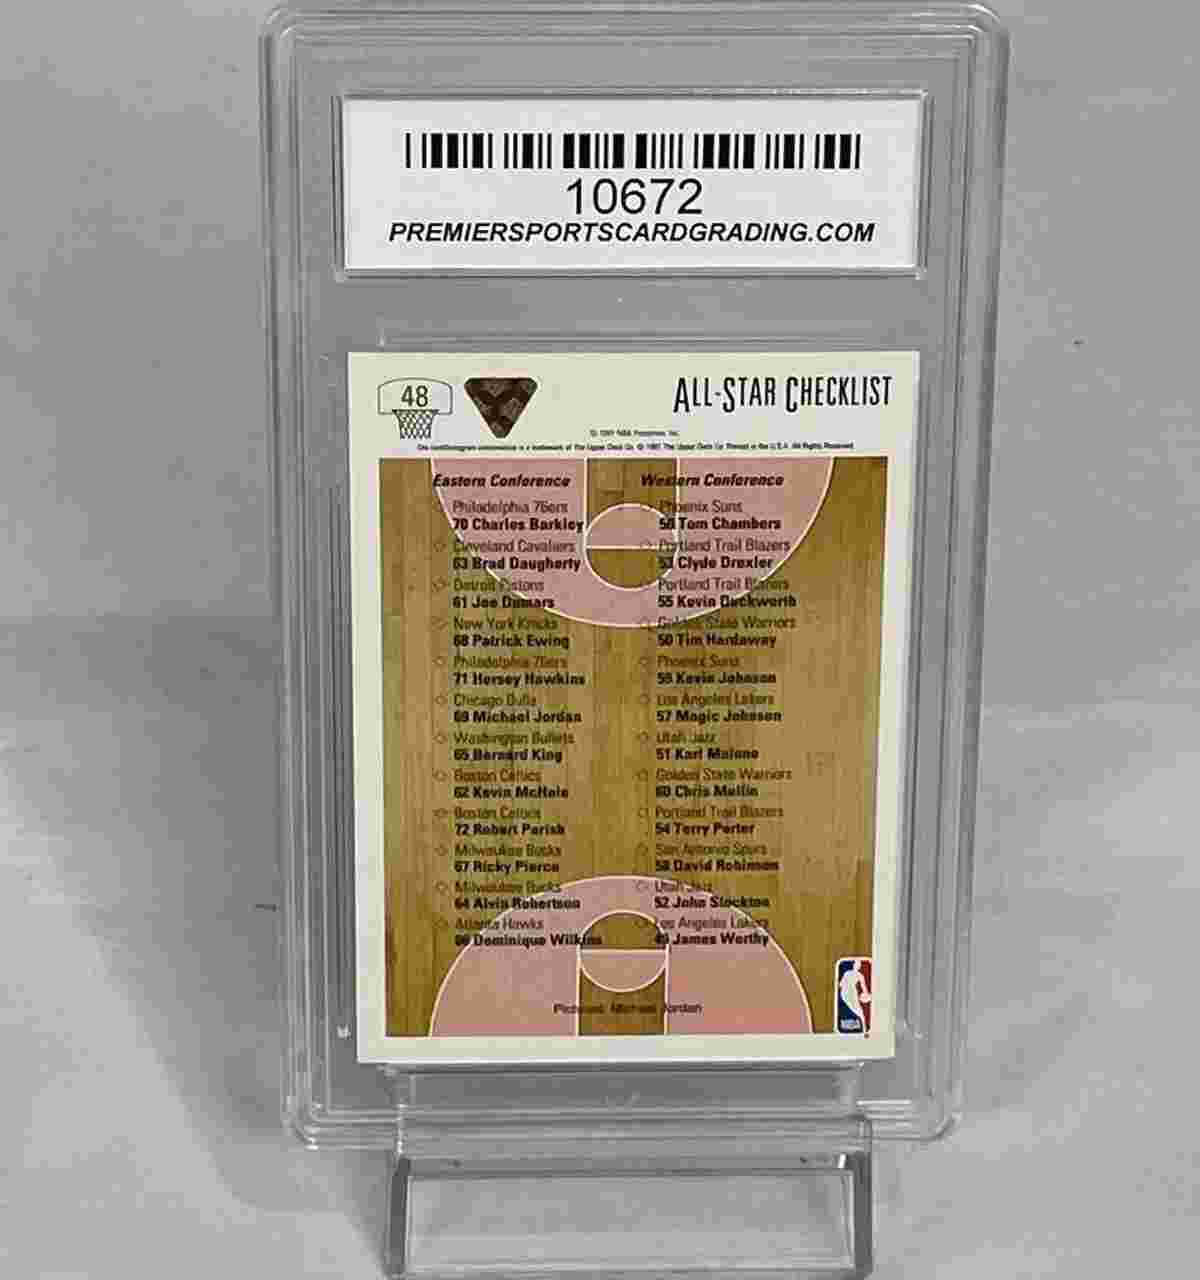 10672
PREMIERSPORTSCARDGRADING.COM
48
ALL-STAR CHECKLIST
© 1991 NBA Properties, Inc.
Eastern Conference
Philadelphia 76ers
70 Charles Barkley
Cleveland Cavaliers
63 Brad Daugherty
Detroit Pistons
61 Joe Dumars
New York Knicks
68 Patrick Ewing
Philadelphia 76ers
71 Hersey Hawkins
Chicago Bulls
69 Michael Jordan
Washington Bullets
65 Bernard King
Boston Celtics
62 Kevin McHale
Boston Celtics
72 Robert Parish
Milwaukee Bucks
67 Ricky Pierce
Milwaukee Bucks
64 Alvin Robertson
Atlanta Hawks
66 Dominique Wilkins
Western Conference
Phoenix Suns
56 Tom Chambers
Portland Trail Blazers
53 Clyde Drexler
Portland Trail Blazers
55 Kevin Duckworth
Golden State Warriors
50 Tim Hardaway
Phoenix Suns
59 Kevin Johnson
Los Angeles Lakers
57 Magic Johnson
Utah Jazz
51 Karl Malone
Golden State Warriors
60 Chris Mullin
Portland Trail Blazers
54 Terry Porter
San Antonio Spurs
58 David Robinson
Utah Jazz
52 John Stockton
Los Angeles Lakers
49 James Worthy
Pictured: Michael Jordan
NBA